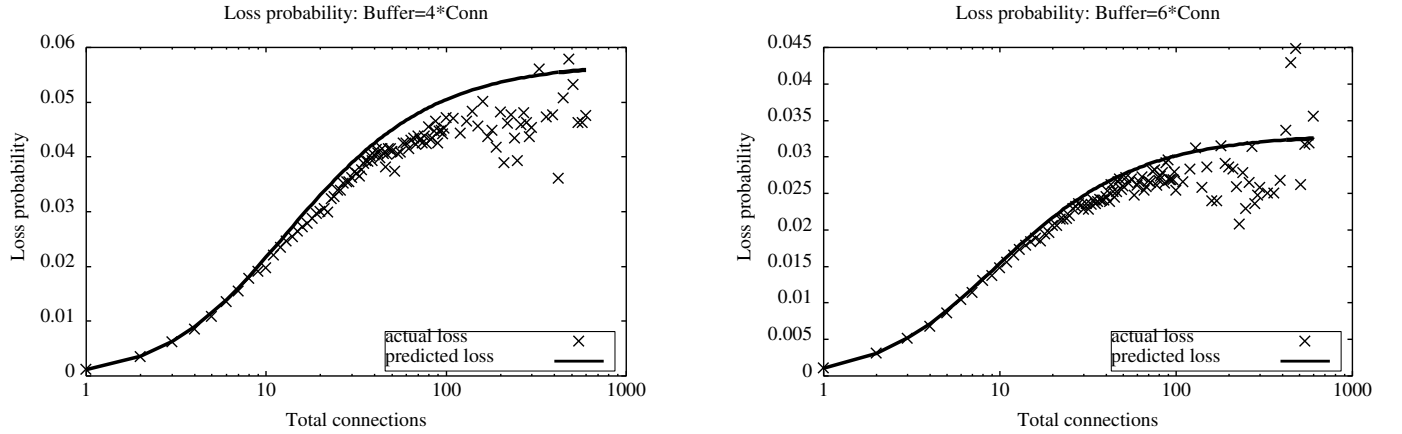 Loss probability: Buffer=4*Conn
0.06
0.05
0.04
0.03
0.02
0.01
0
Loss probability
actual loss
predicted loss
1
10
100
1000
Total connections
Loss probability: Buffer=6*Conn
0.045
0.04
0.035
0.03
0.025
0.02
0.015
0.01
0.005
0
Loss probability
actual loss
predicted loss
1
10
100
1000
Total connections